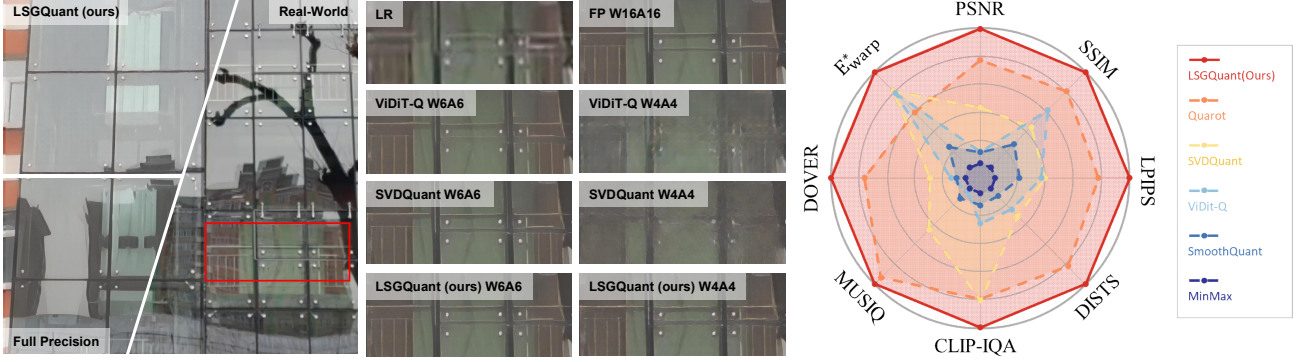 LSGQuant (ours)
Real-World
Full Precision
LR
FP W16A16
ViDiT-Q W6A6
ViDiT-Q W4A4
SVDQuant W6A6
SVDQuant W4A4
LSGQuant (ours) W6A6
LSGQuant (ours) W4A4
PSNR
SSIM
LPIPS
DISTS
CLIP-IQA
MUSIQ
DOVER
E*warp
LSGQuant(Ours)
Quarot
SVDQuant
ViDit-Q
SmoothQuant
MinMax